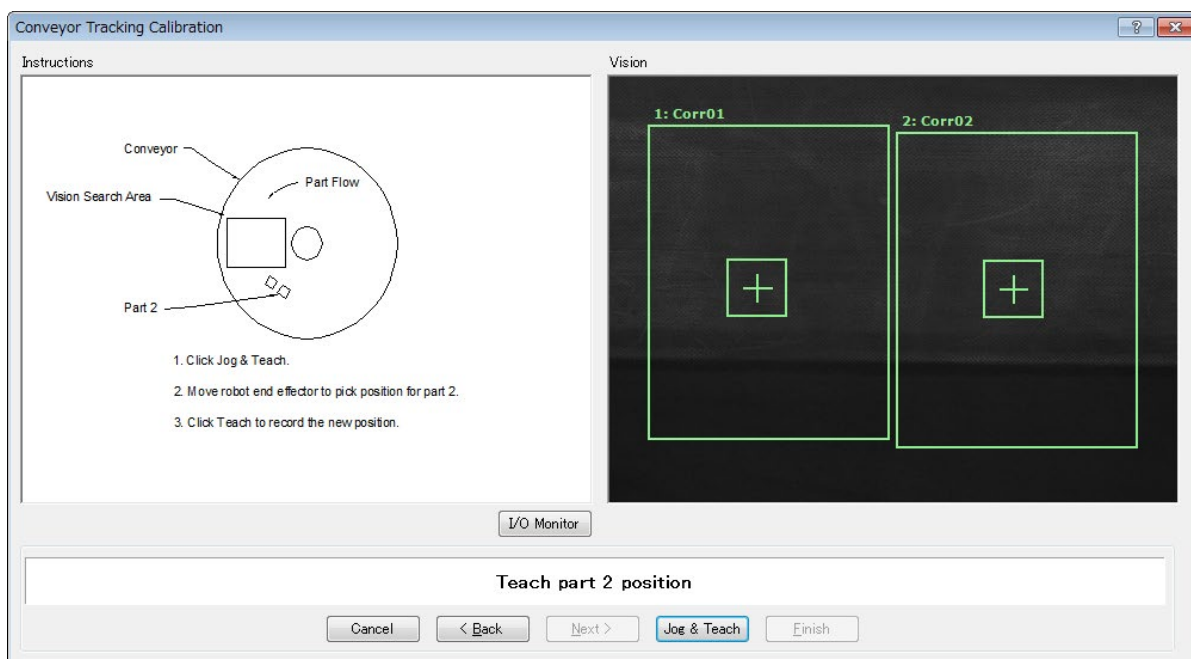 Conveyor Tracking Calibration
?
Instructions
Vision
Conveyor
Part Flow
Vision Search Area
Part 2
1. Click Jog & Teach.
2. Move robot end effector to pick position for part 2.
3. Click Teach to record the new position.
1: Corr01
2: Corr02
I/O Monitor
Teach part 2 position
Cancel
< Back
Next >
Jog & Teach
Finish